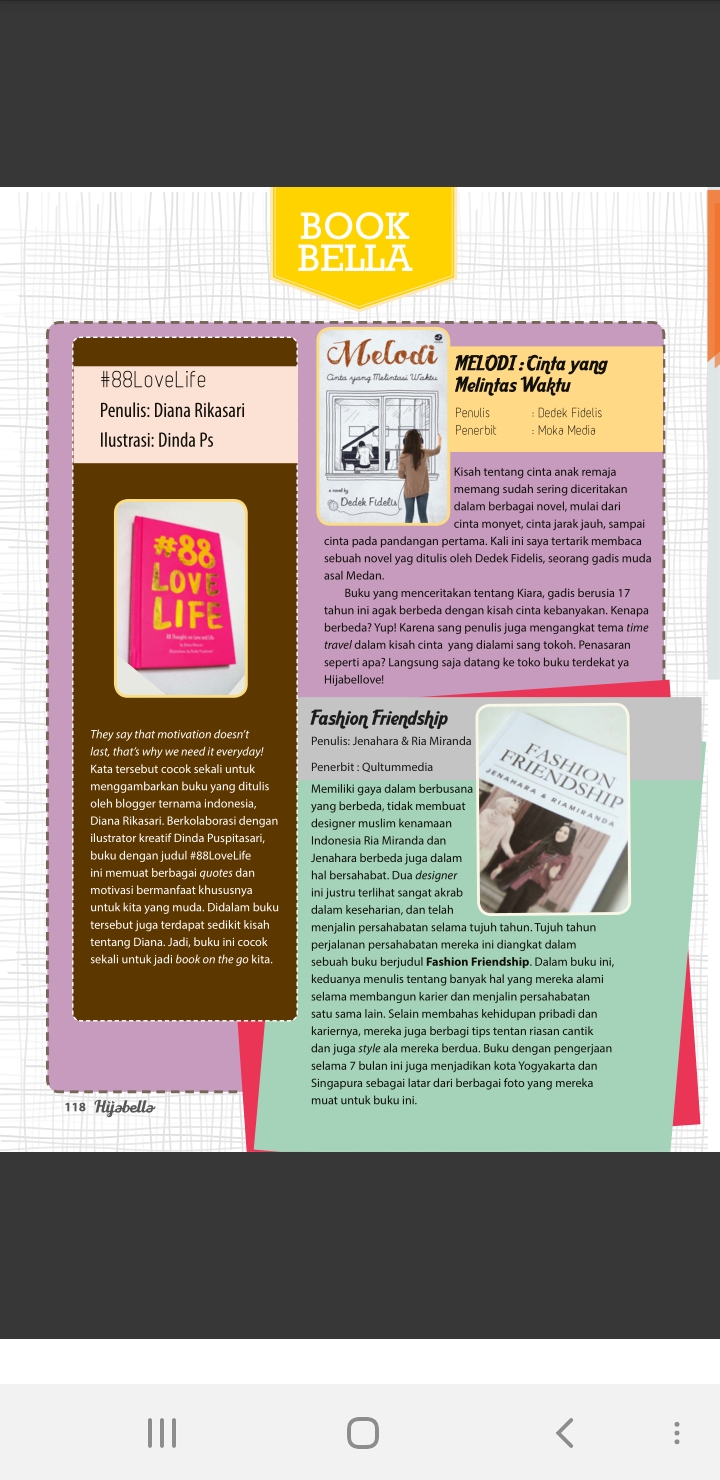 BOOK
BELLA
#88LoveLife
Penulis: Diana Rikasari
Ilustrasi: Dinda Ps
#88
LOVE
LIFE
88 Thoughts on Love and Life
They say that motivation doesn't
last, that's why we need it everyday!
Kata tersebut cocok sekali untuk
menggambarkan buku yang ditulis
oleh blogger ternama indonesia,
Diana Rikasari. Berkolaborasi dengan
ilustrator kreatif Dinda Puspitasari,
buku dengan judul #88LoveLife
ini memuat berbagai quotes dan
motivasi bermanfaat khususnya
untuk kita yang muda. Didalam buku
tersebut juga terdapat sedikit kisah
tentang Diana. Jadi, buku ini cocok
sekali untuk jadi book on the go kita.
Melodi
Cinta yang Melintasi Waktu
a novel by
Dedek Fidelis
MELODI : Cinta yang
Melintas Waktu
Penulis : Dedek Fidelis
Penerbit : Moka Media
Kisah tentang cinta anak remaja
memang sudah sering diceritakan
dalam berbagai novel, mulai dari
cinta monyet, cinta jarak jauh, sampai
cinta pada pandangan pertama. Kali ini saya tertarik membaca
sebuah novel yag ditulis oleh Dedek Fidelis, seorang gadis muda
asal Medan.
Buku yang menceritakan tentang Kiara, gadis berusia 17
tahun ini agak berbeda dengan kisah cinta kebanyakan. Kenapa
berbeda? Yup! Karena sang penulis juga mengangkat tema time
travel dalam kisah cinta yang dialami sang tokoh. Penasaran
seperti apa? Langsung saja datang ke toko buku terdekat ya
Hijabellove!
Fashion Friendship
Penulis: Jenahara & Ria Miranda
Penerbit : Qultummedia
FASHION
FRIENDSHIP
JENAHARA & RIAMIRANDA
Memiliki gaya dalam berbusana
yang berbeda, tidak membuat
designer muslim kenamaan
Indonesia Ria Miranda dan
Jenahara berbeda juga dalam
hal bersahabat. Dua designer
ini justru terlihat sangat akrab
dalam keseharian, dan telah
menjalin persahabatan selama tujuh tahun. Tujuh tahun
perjalanan persahabatan mereka ini diangkat dalam
sebuah buku berjudul Fashion Friendship. Dalam buku ini,
keduanya menulis tentang banyak hal yang mereka alami
selama membangun karier dan menjalin persahabatan
satu sama lain. Selain membahas kehidupan pribadi dan
kariernya, mereka juga berbagi tips tentan riasan cantik
dan juga style ala mereka berdua. Buku dengan pengerjaan
selama 7 bulan ini juga menjadikan kota Yogyakarta dan
Singapura sebagai latar dari berbagai foto yang mereka
muat untuk buku ini.
118 Hijabella